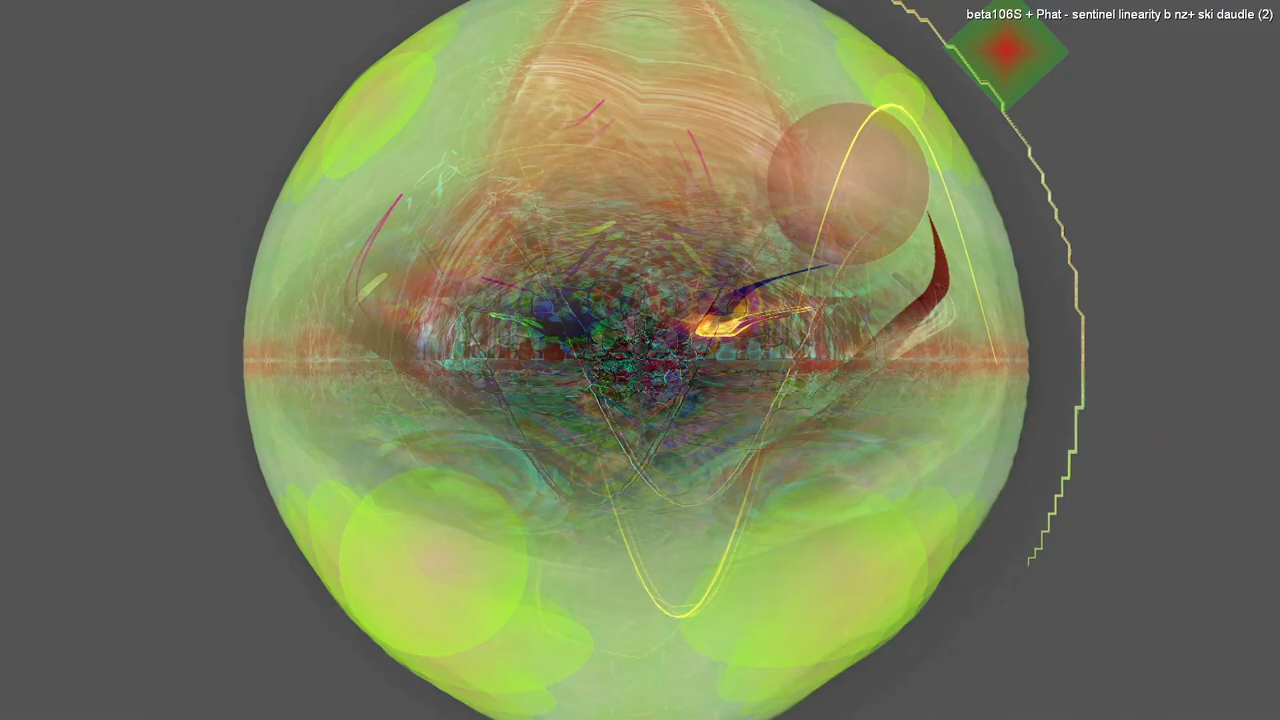 beta106S + Phat - sentinel linearity b nz+ ski daudle (2)